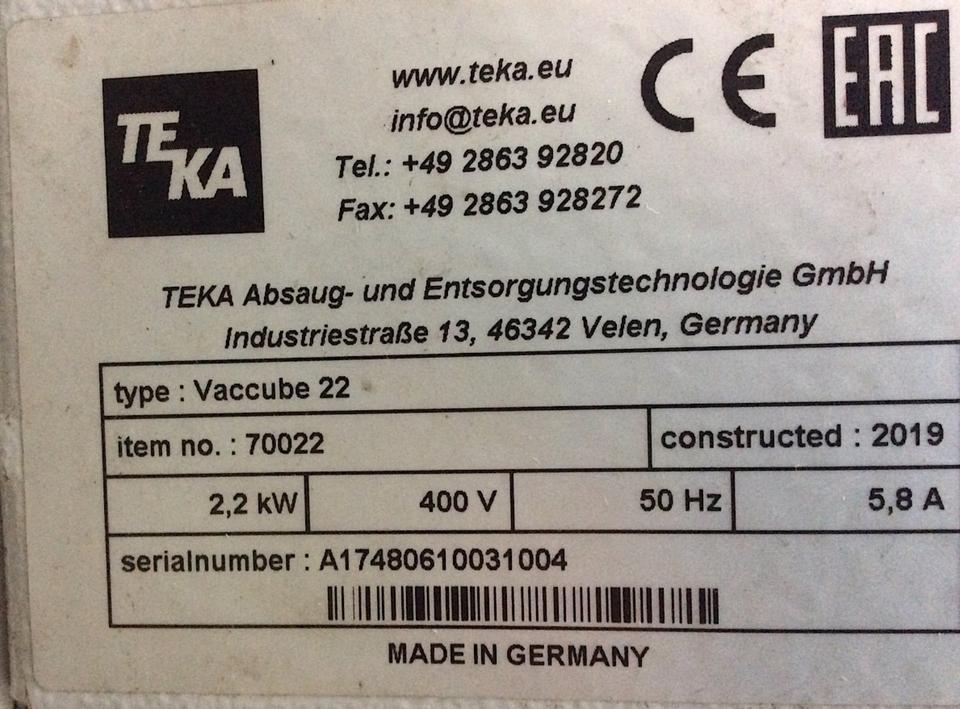 TE
KA
www.teka.eu
info@teka.eu
Tel.: +49 2863 92820
Fax: +49 2863 928272
CE
EAC
TEKA Absaug- und Entsorgungstechnologie GmbH
Industriestraße 13, 46342 Velen, Germany
type : Vaccube 22
item no. : 70022 constructed : 2019
2,2 kW 400 V 50 Hz 5,8 A
serialnumber : A17480610031004
MADE IN GERMANY